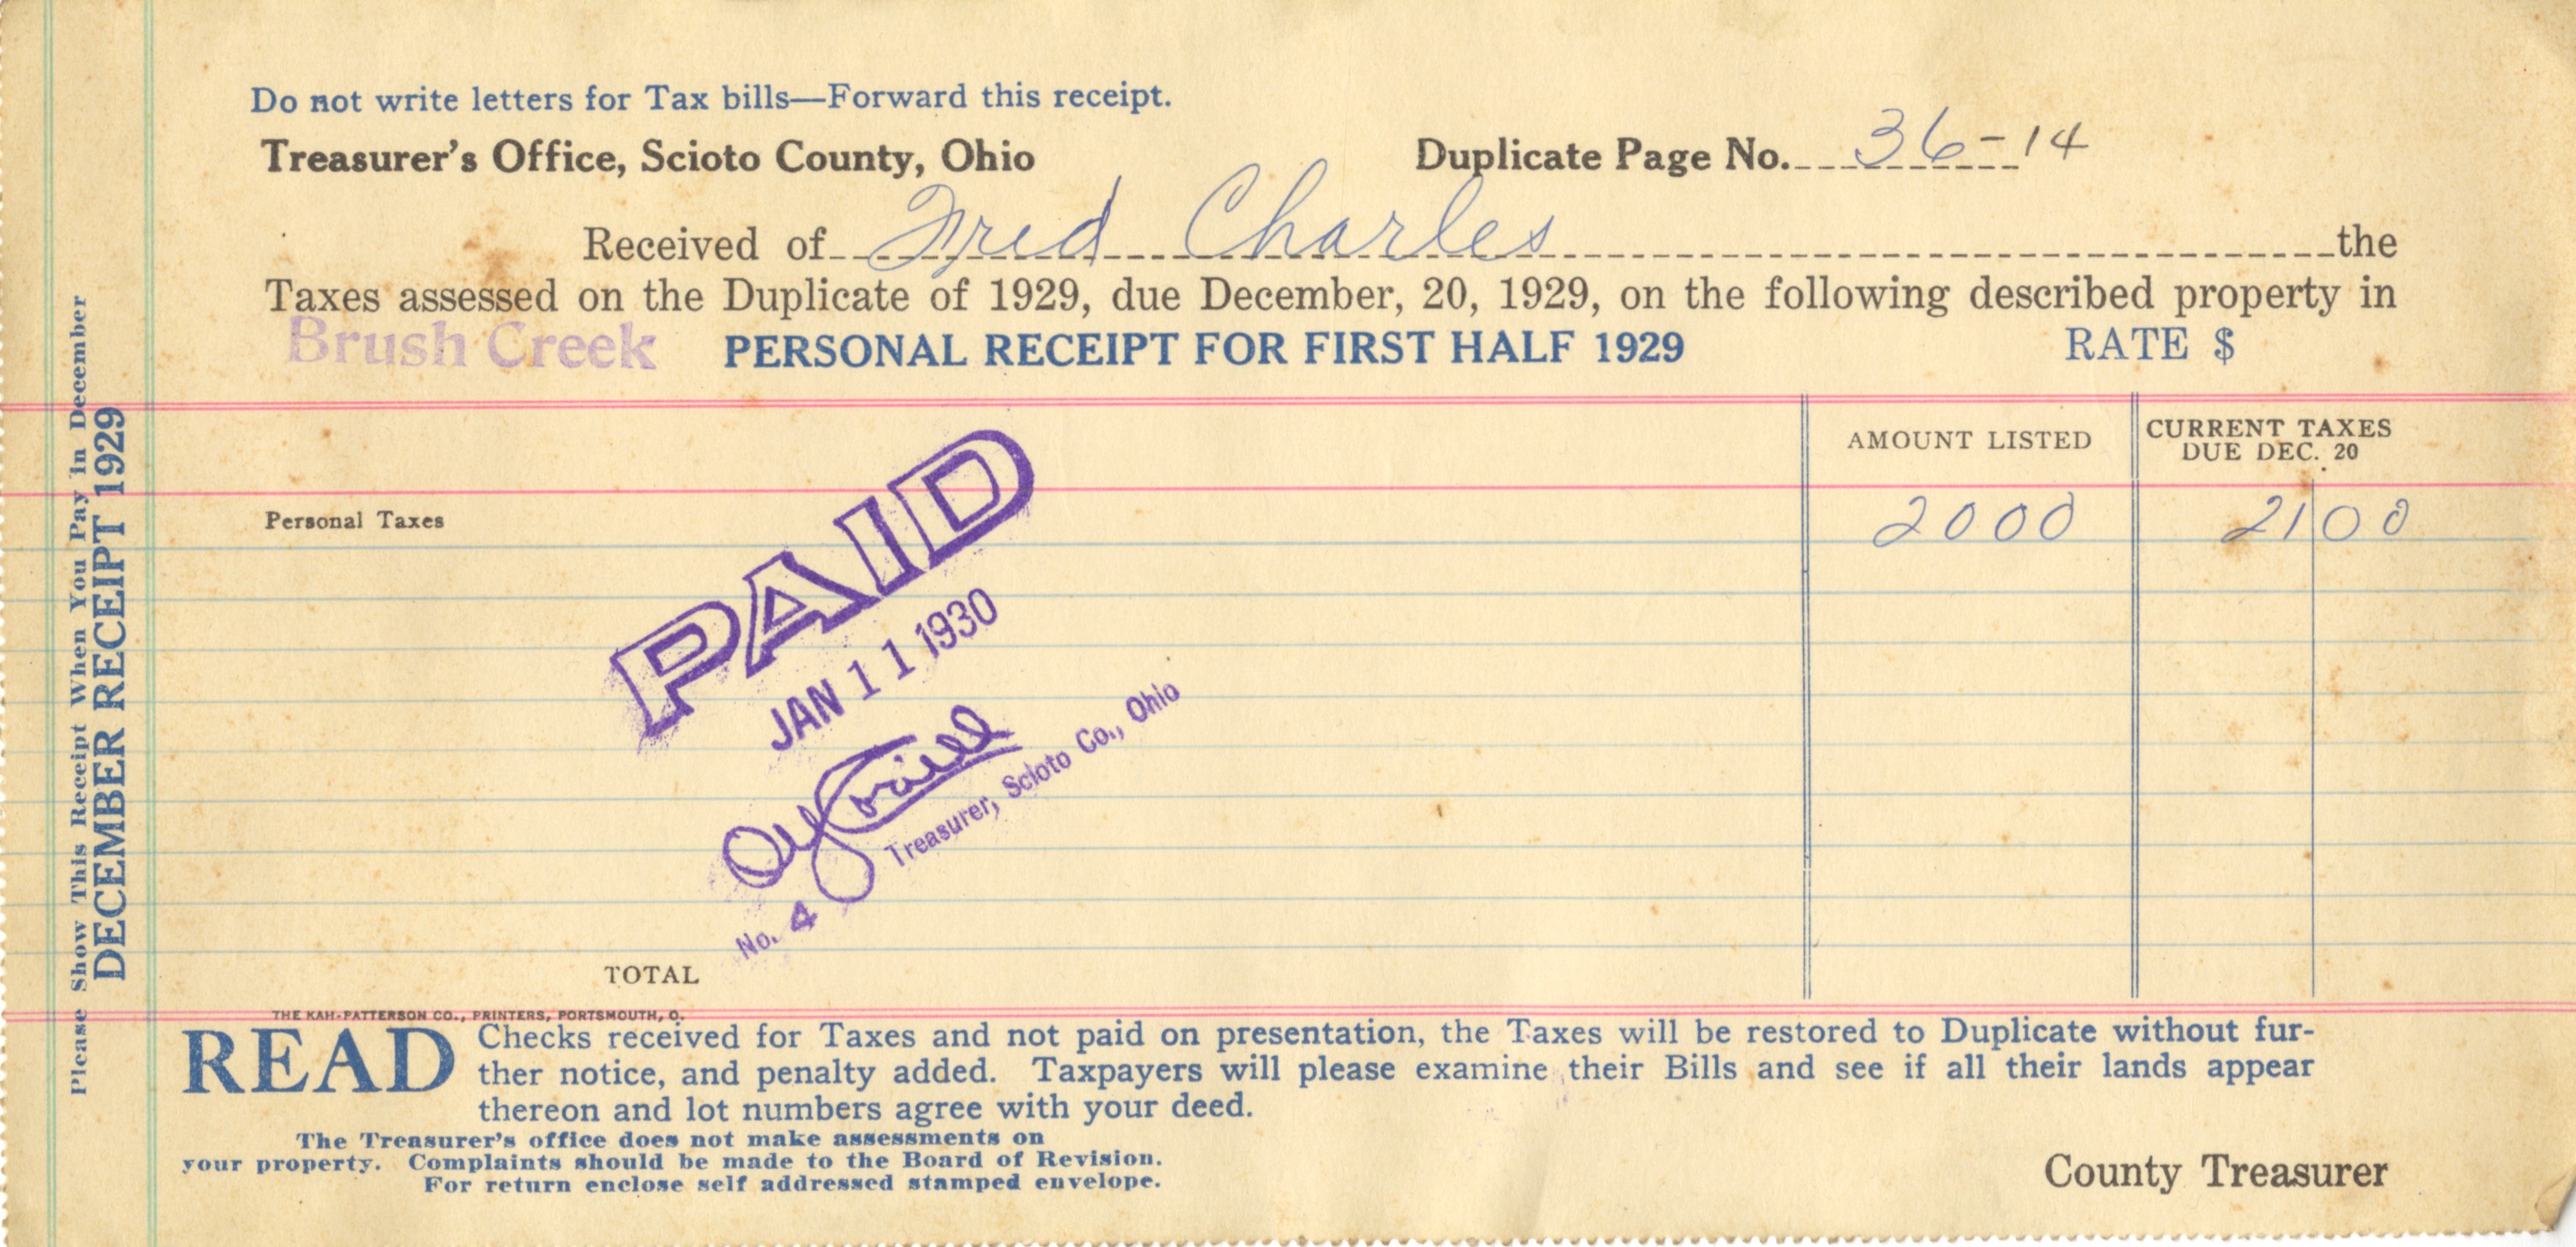 Do not write letters for Tax bills—Forward this receipt.
Treasurer's Office, Scioto County, Ohio Duplicate Page No. 36-14
Received of Fred Charles the
Taxes assessed on the Duplicate of 1929, due December, 20, 1929, on the following described property in
Brush Creek PERSONAL RECEIPT FOR FIRST HALF 1929 RATE $
AMOUNT LISTED
CURRENT TAXES
DUE DEC. 20
Personal Taxes 2000 21 00
PAID
JAN 11 1930
Treasurer, Scioto Co., Ohio
No. 4
TOTAL
THE KAH-PATTERSON CO., PRINTERS, PORTSMOUTH, O.
READ
Checks received for Taxes and not paid on presentation, the Taxes will be restored to Duplicate without fur-
ther notice, and penalty added. Taxpayers will please examine their Bills and see if all their lands appear
thereon and lot numbers agree with your deed.
The Treasurer's office does not make assessments on
your property. Complaints should be made to the Board of Revision.
For return enclose self addressed stamped envelope.
County Treasurer
Please Show This Receipt When You Pay in December
DECEMBER RECEIPT 1929